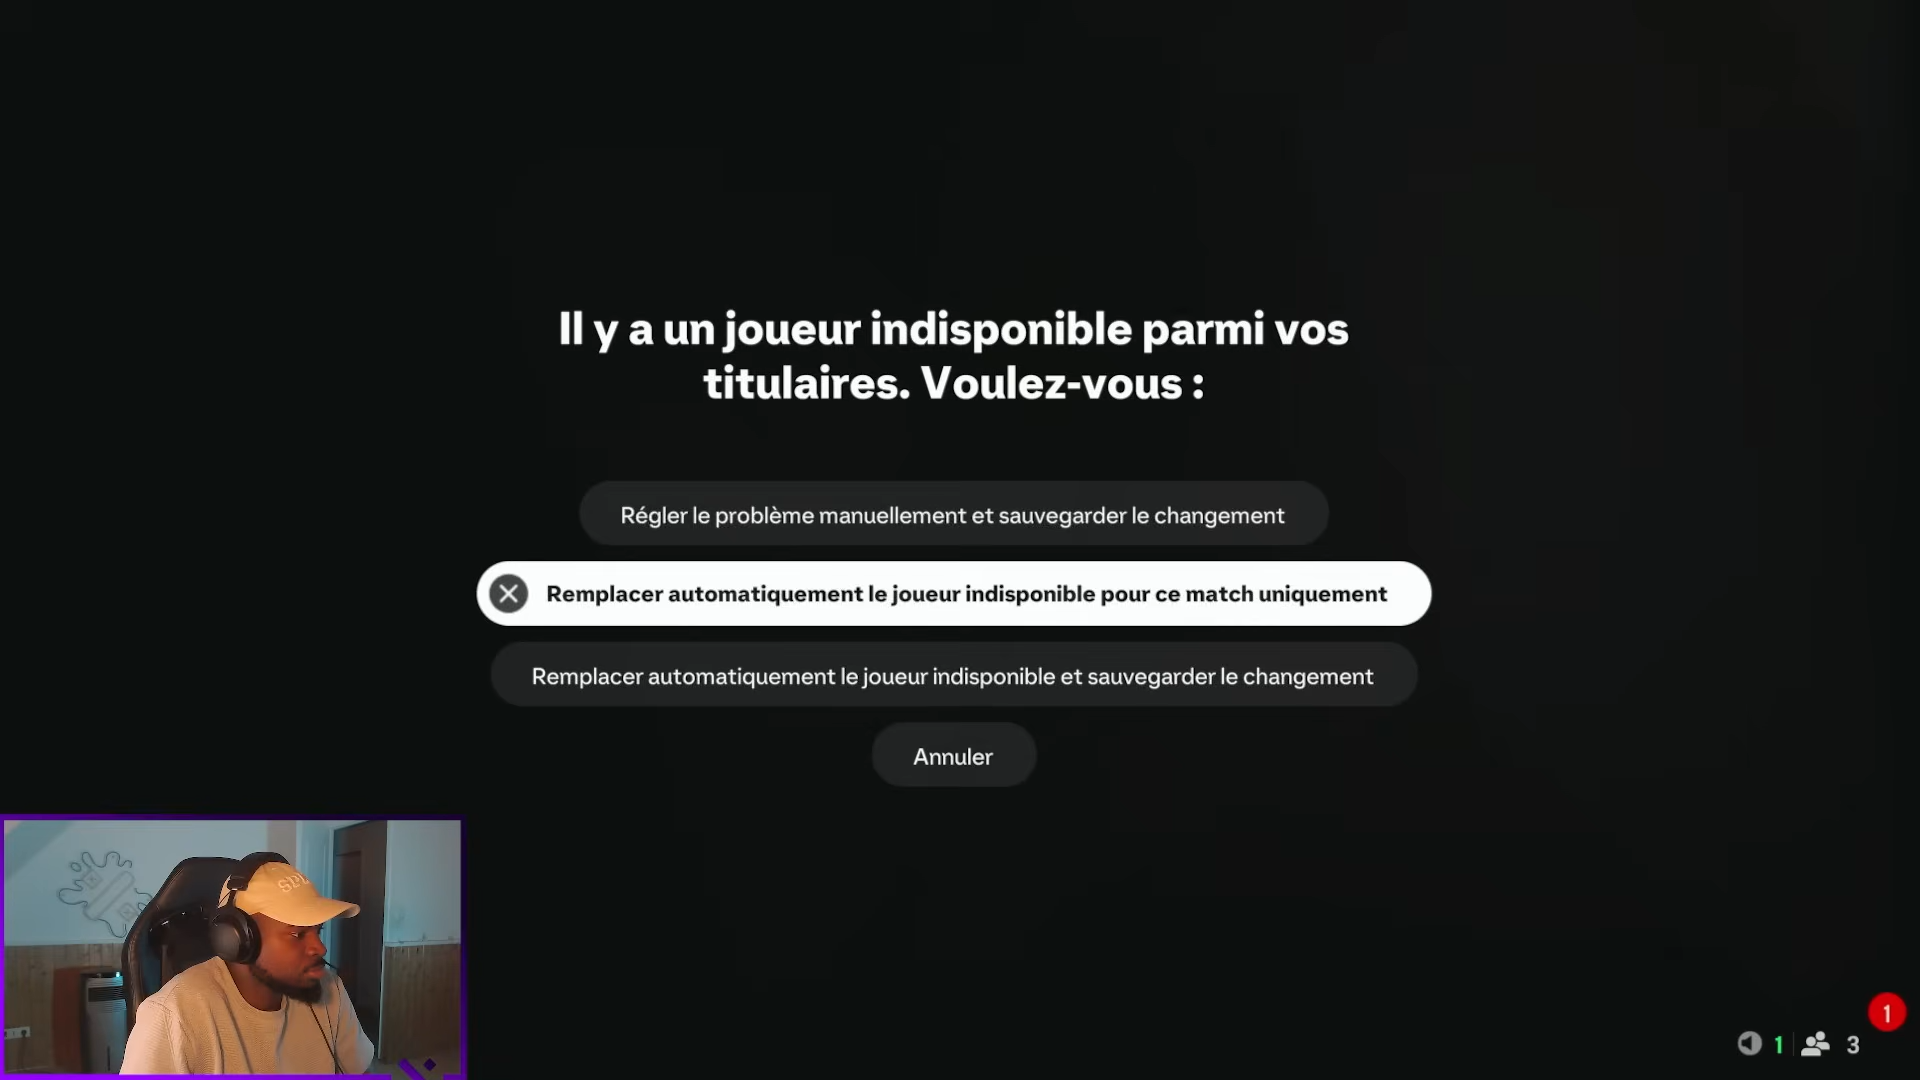 Il y a un joueur indisponible parmi vos
titulaires. Voulez-vous :
Régler le problème manuellement et sauvegarder le changement
Remplacer automatiquement le joueur indisponible pour ce match uniquement
Remplacer automatiquement le joueur indisponible et sauvegarder le changement
Annuler
1
1
3